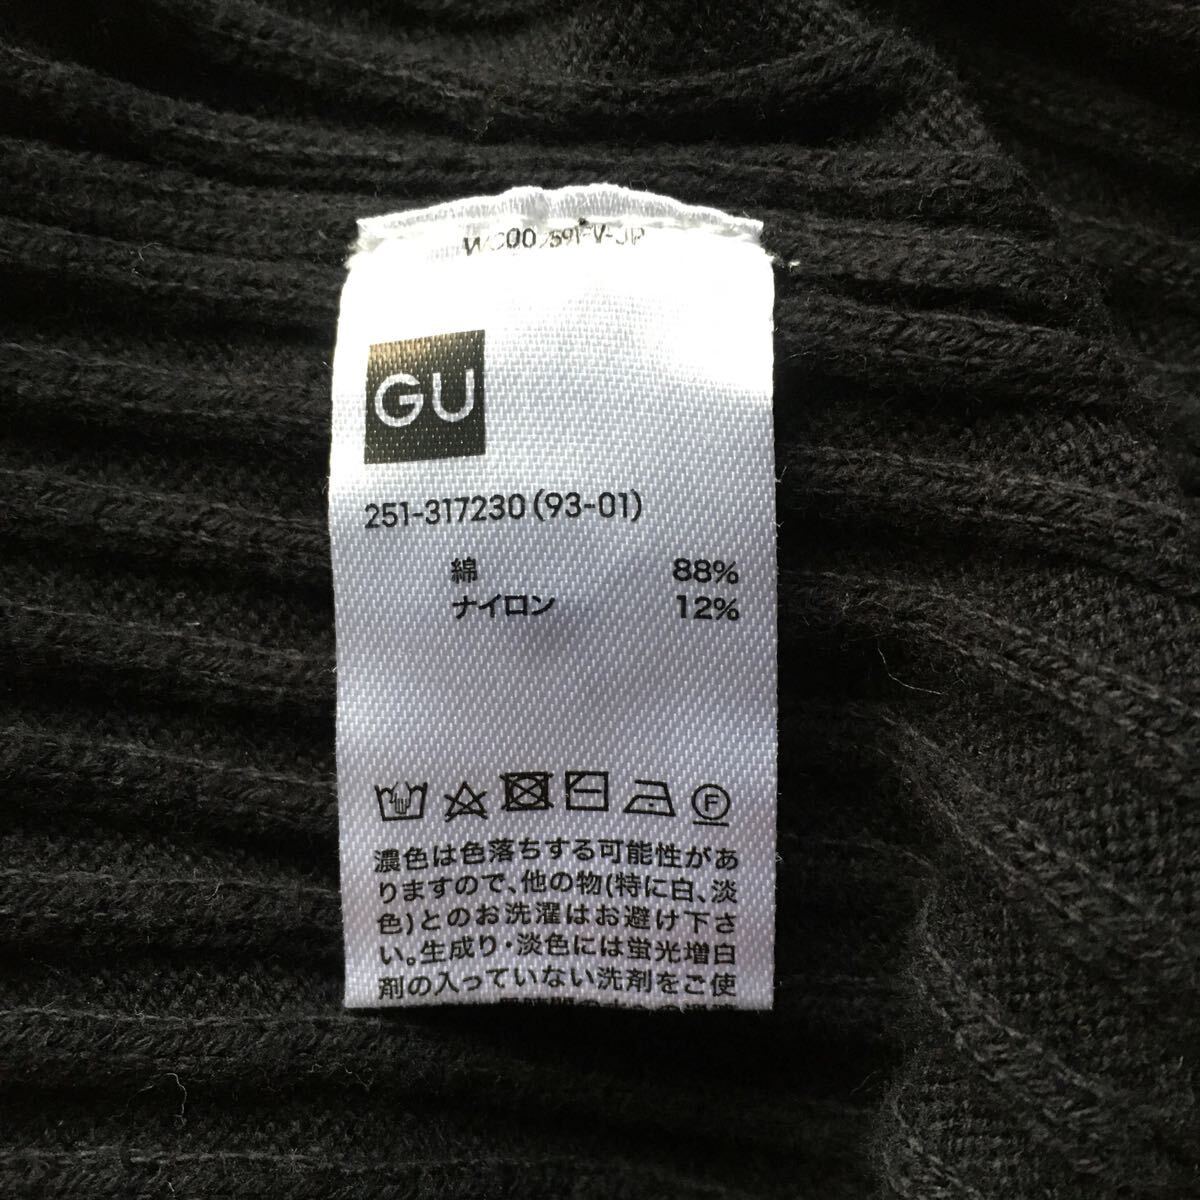 GU
251-317230 (93-01)
綿 88%
ナイロン 12%
F
濃色は色落ちする可能性があ
りますので、他の物(特に白、淡
色)とのお洗濯はお避け下さ
い。生成り・淡色には蛍光増白
剤の入っていない洗剤をご使